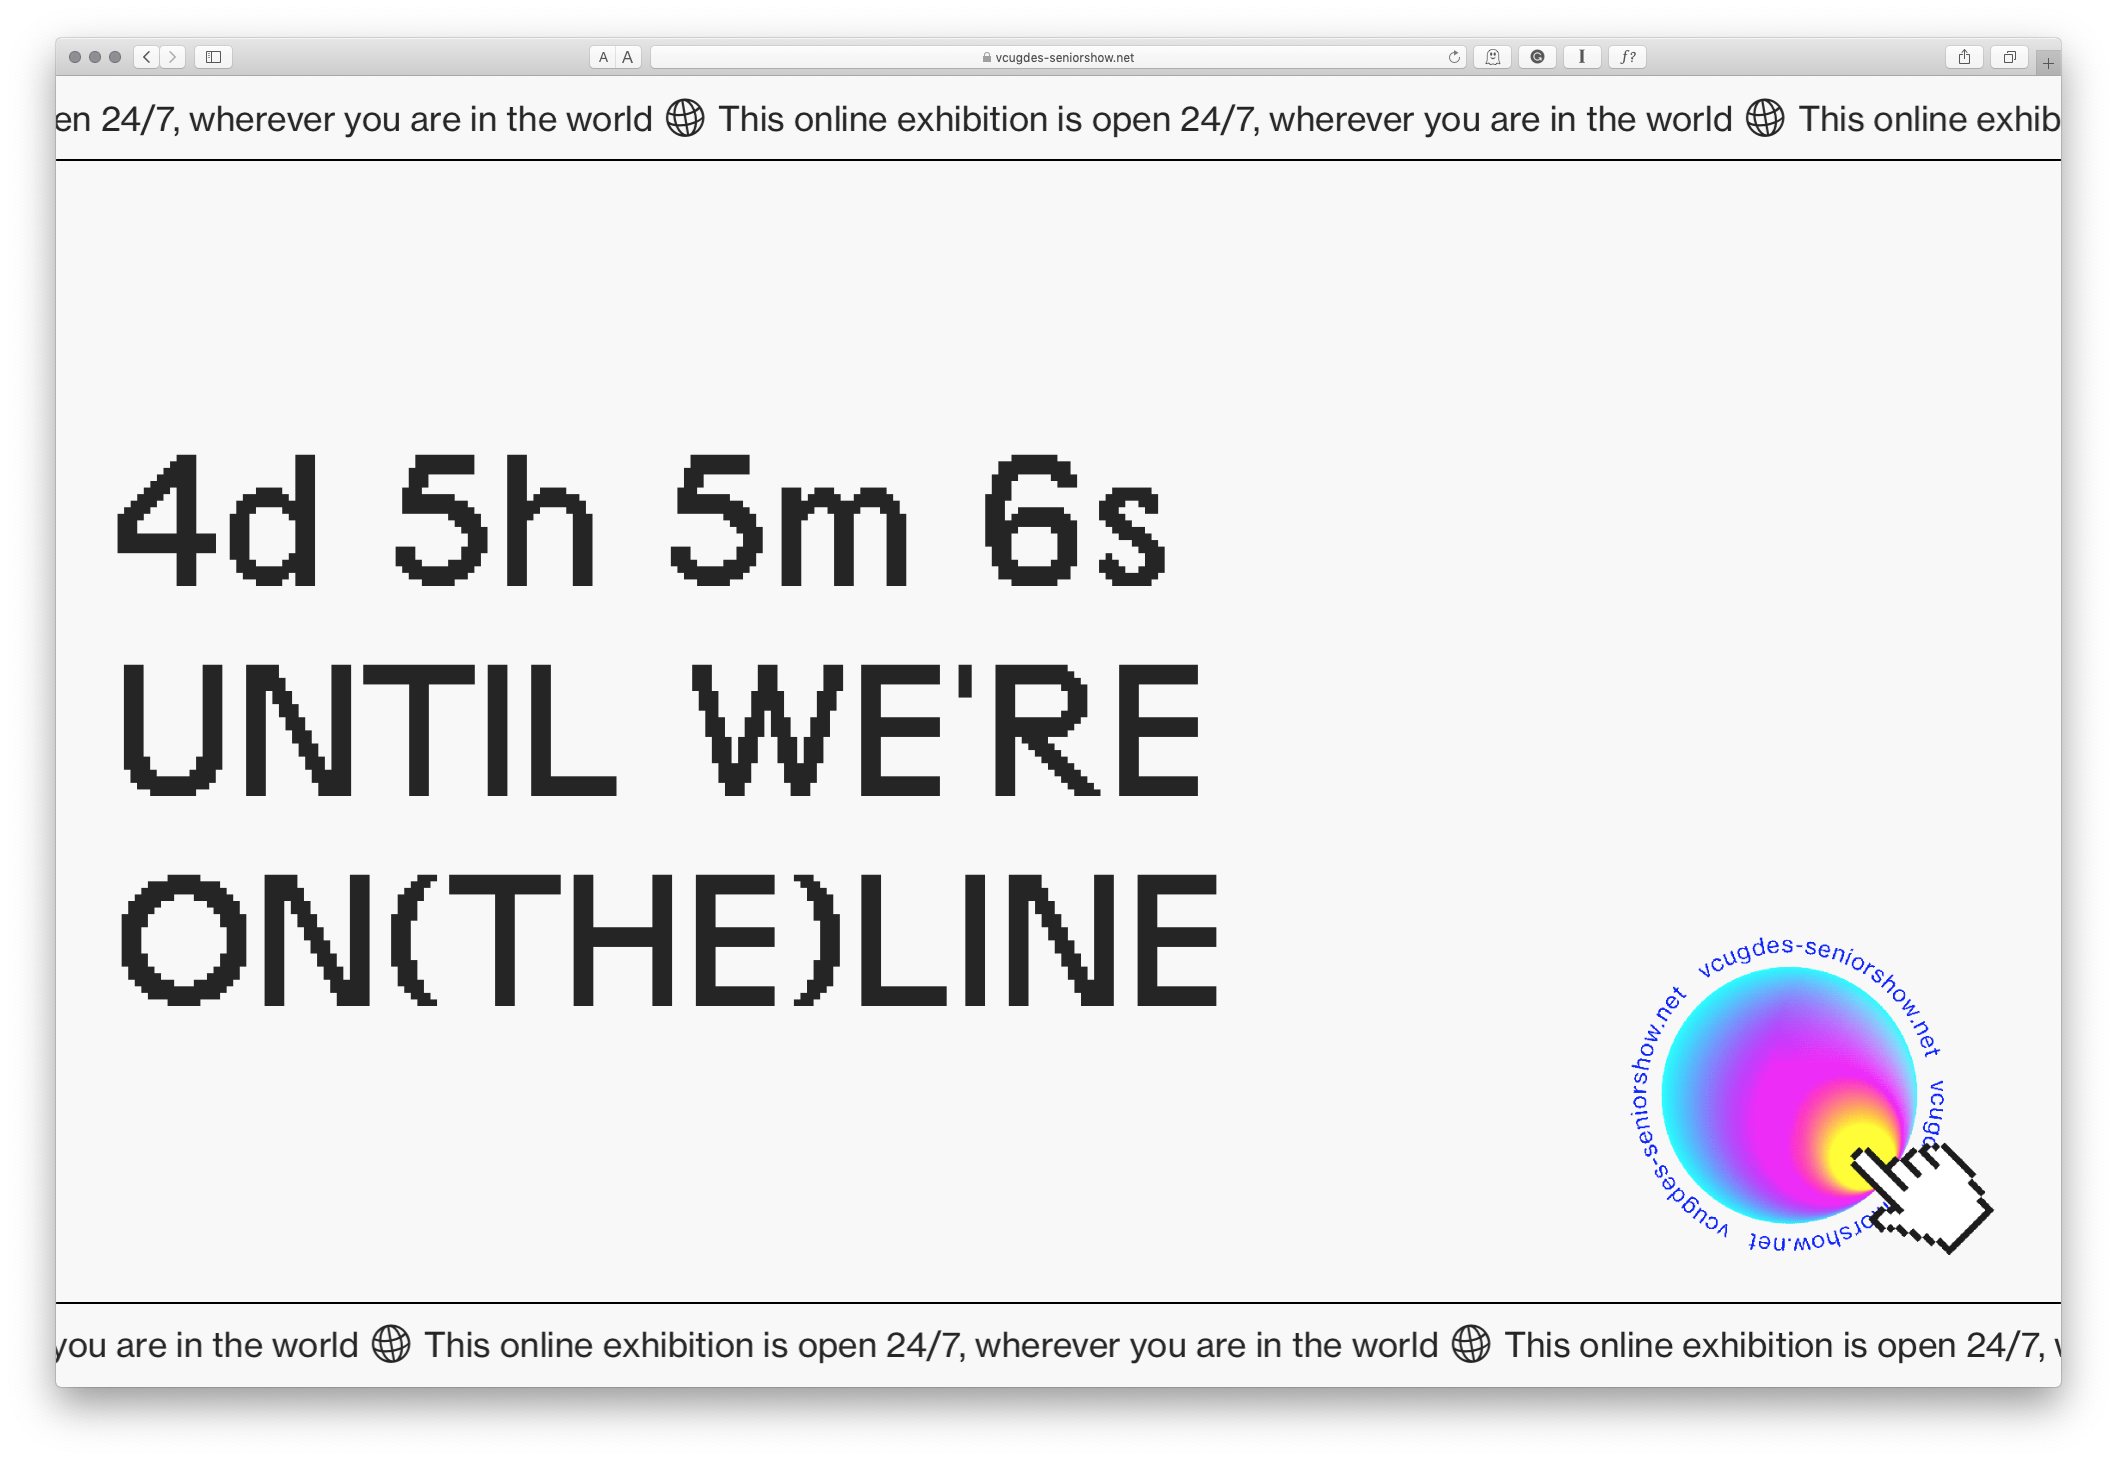 A A
vcugdes-seniorshow.net
I f?
en 24/7, wherever you are in the world This online exhibition is open 24/7, wherever you are in the world This online exhib
4d 5h 5m 6s
UNTIL WE'RE
ON(THE)LINE
vcugdes-seniorshow.net vcugd orshow.net vcugdes-seniorshow.net
you are in the world This online exhibition is open 24/7, wherever you are in the world This online exhibition is open 24/7,